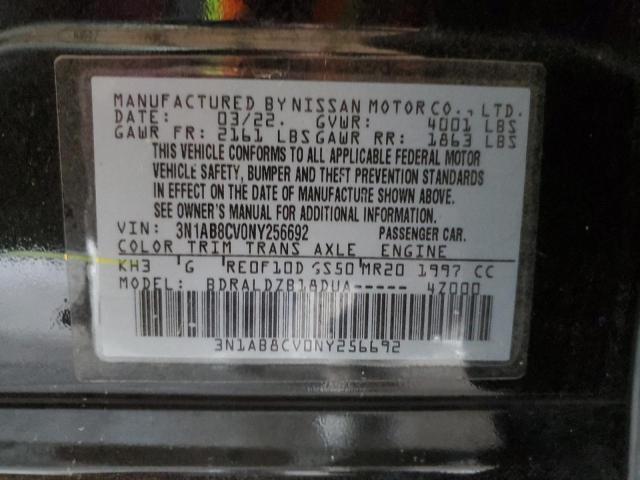 MANUFACTURED BY NISSAN MOTOR CO., LTD.
DATE: 03/22. GVWR: 4001 LBS
GAWR FR: 2161 LBS GAWR RR: 1863 LBS
THIS VEHICLE CONFORMS TO ALL APPLICABLE FEDERAL MOTOR
VEHICLE SAFETY, BUMPER AND THEFT PREVENTION STANDARDS
IN EFFECT ON THE DATE OF MANUFACTURE SHOWN ABOVE.
SEE OWNER'S MANUAL FOR ADDITIONAL INFORMATION.
VIN: 3N1AB8CV0NY256692 PASSENGER CAR.
COLOR TRIM TRANS AXLE ENGINE
KH3 G RE0F10D GS50 MR20 1997 CC
MODEL: BDRALDZB18DUA----- 4Z000
3N1AB8CV0NY256692